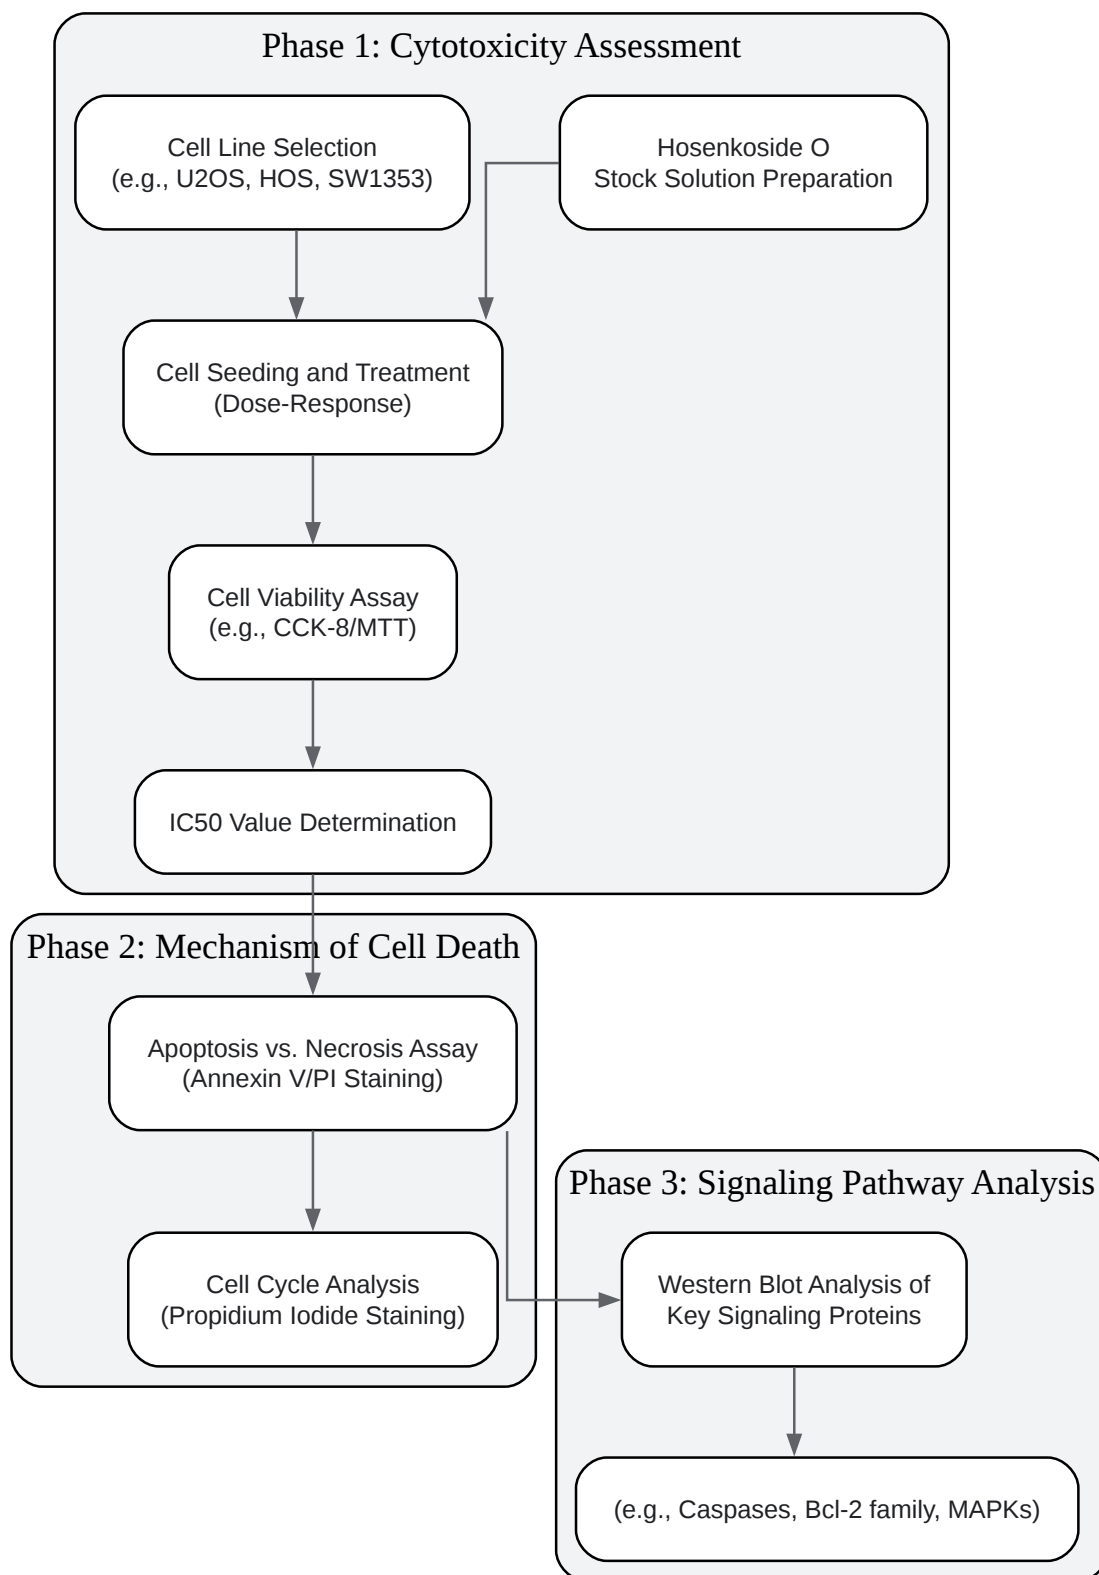 Phase 1: Cytotoxicity Assessment
Cell Line Selection
(e.g., U2OS, HOS, SW1353)
Hosenkoside O
Stock Solution Preparation
Cell Seeding and Treatment
(Dose-Response)
Cell Viability Assay
(e.g., CCK-8/MTT)
IC50 Value Determination
Phase 2: Mechanism of Cell Death
Apoptosis vs. Necrosis Assay
(Annexin V/PI Staining)
Cell Cycle Analysis
(Propidium Iodide Staining)
Phase 3: Signaling Pathway Analysis
Western Blot Analysis of
Key Signaling Proteins
(e.g., Caspases, Bcl-2 family, MAPKs)